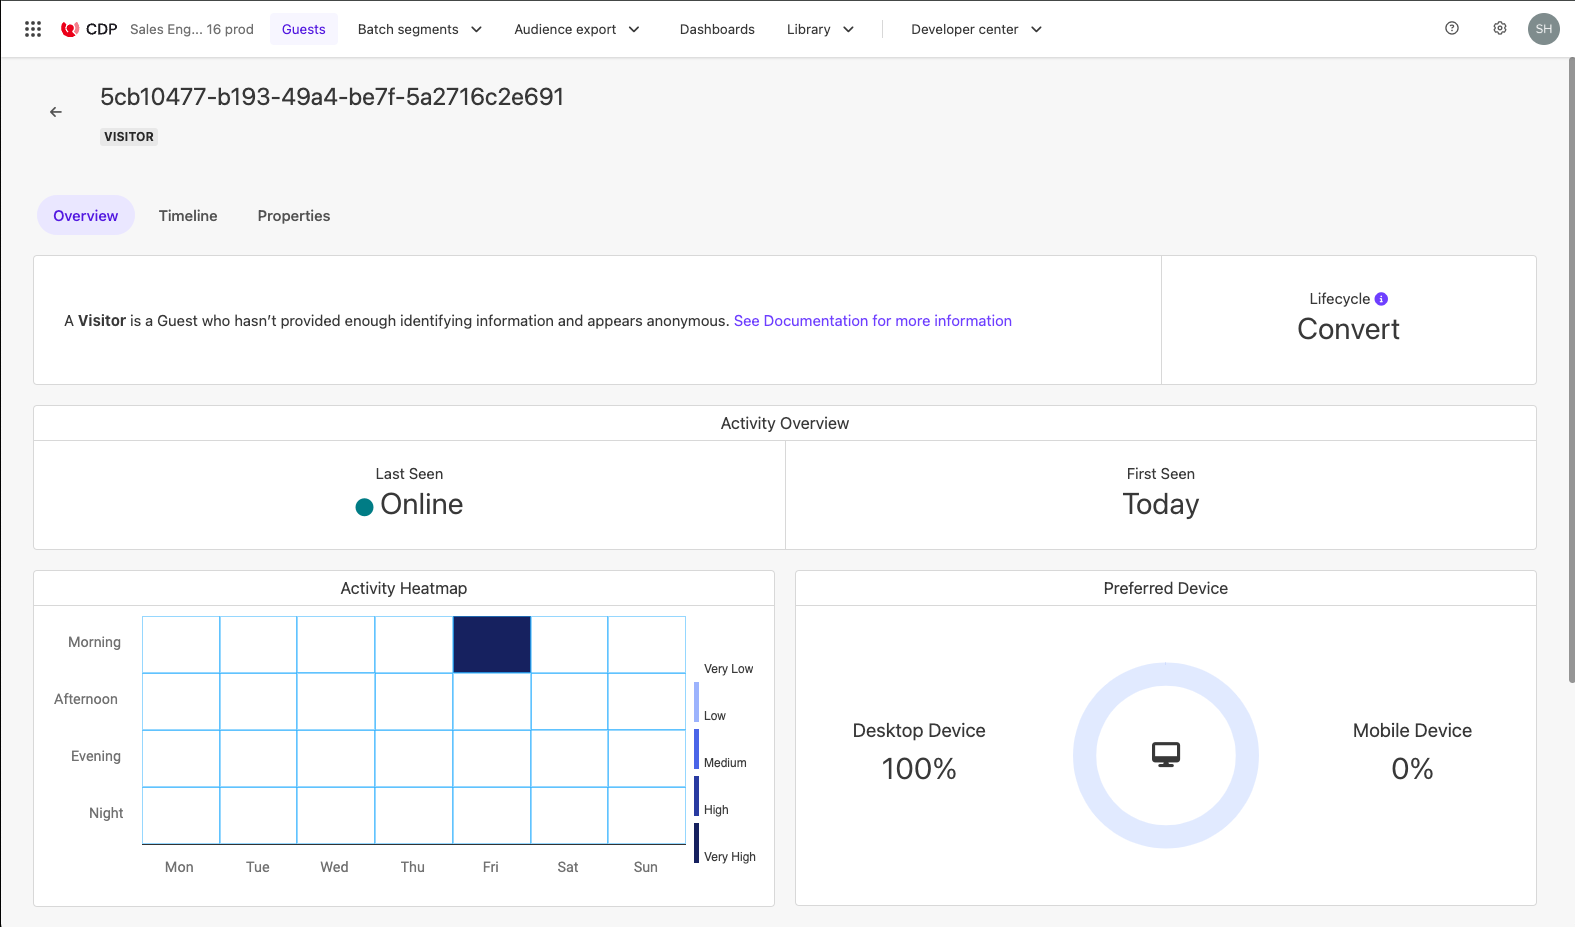 CDP Sales Eng... 16 prod Guests Batch segments Audience export Dashboards Library Developer center SH
5cb10477-b193-49a4-be7f-5a2716c2e691
VISITOR
Overview Timeline Properties
A Visitor is a Guest who hasn't provided enough identifying information and appears anonymous. See Documentation for more information
Lifecycle
Convert
Activity Overview
Last Seen
Online
First Seen
Today
Activity Heatmap
Morning
Afternoon
Evening
Night
Mon Tue Wed Thu Fri Sat Sun
Very Low
Low
Medium
High
Very High
Preferred Device
Desktop Device
100%
Mobile Device
0%